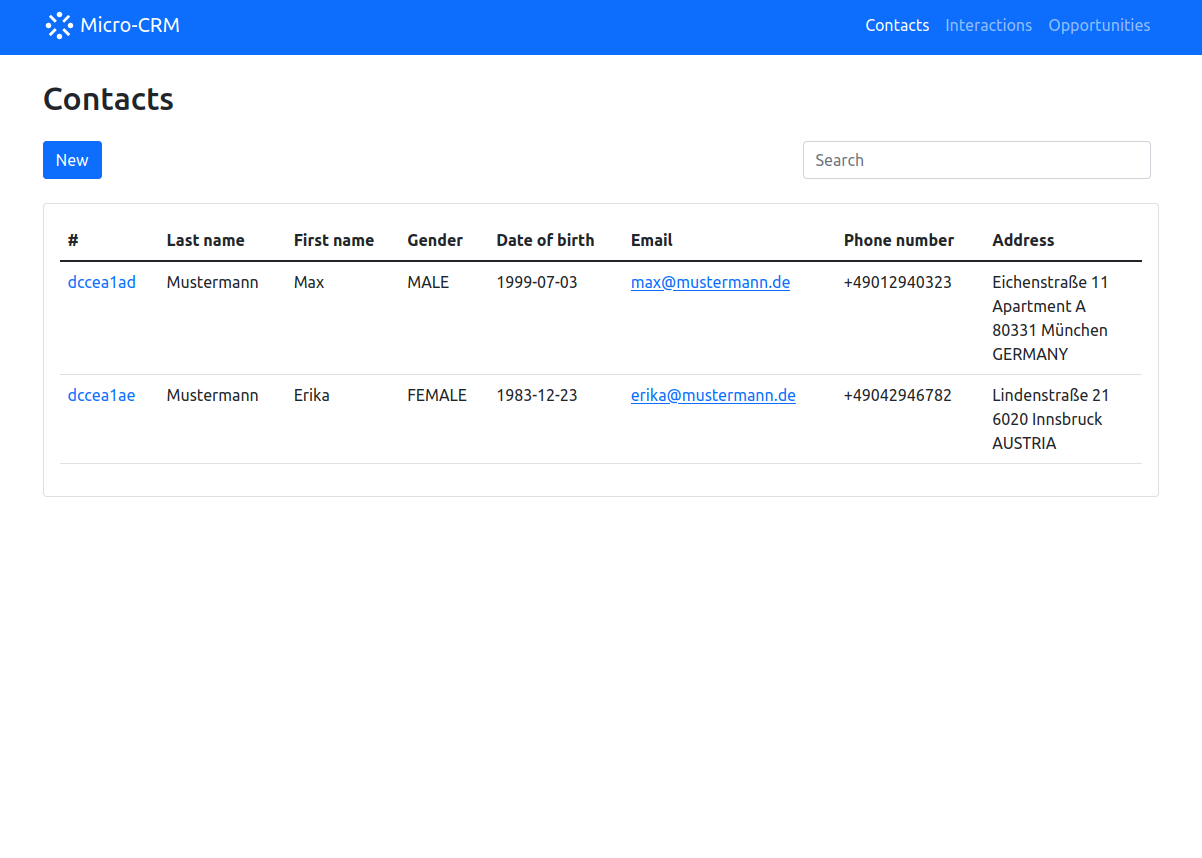 Micro-CRM Contacts Interactions Opportunities
Contacts
New Search
# Last name First name Gender Date of birth Email Phone number Address
dccea1ad Mustermann Max MALE 1999-07-03 max@mustermann.de +49012940323 Eichenstraße 11
Apartment A
80331 München
GERMANY
dccea1ae Mustermann Erika FEMALE 1983-12-23 erika@mustermann.de +49042946782 Lindenstraße 21
6020 Innsbruck
AUSTRIA